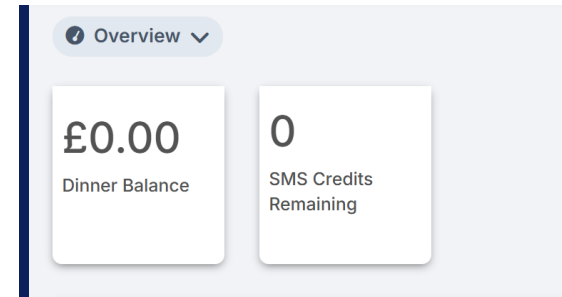 Overview
£0.00
Dinner Balance
0
SMS Credits
Remaining